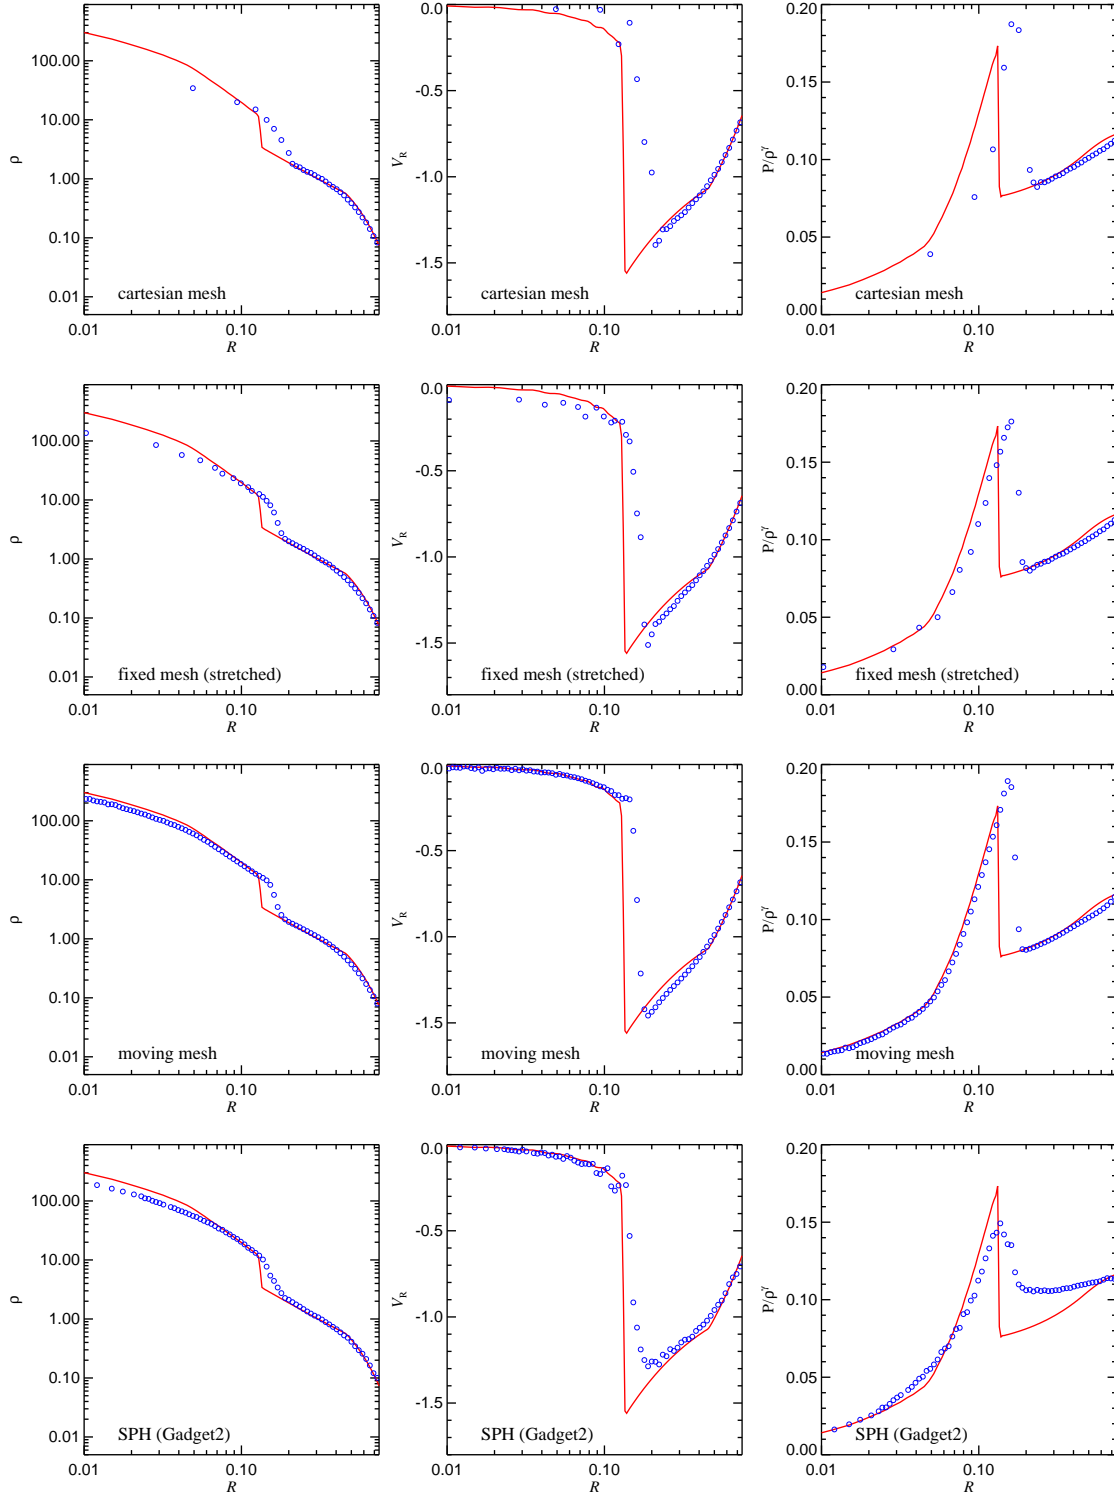 ρ
100.00
10.00
1.00
0.10
0.01
cartesian mesh
0.01
0.10
R
V_R
0.0
-0.5
-1.0
-1.5
cartesian mesh
0.01
0.10
R
P/ρ^γ
0.20
0.15
0.10
0.05
0.00
cartesian mesh
0.01
0.10
R
ρ
100.00
10.00
1.00
0.10
0.01
fixed mesh (stretched)
0.01
0.10
R
V_R
0.0
-0.5
-1.0
-1.5
fixed mesh (stretched)
0.01
0.10
R
P/ρ^γ
0.20
0.15
0.10
0.05
0.00
fixed mesh (stretched)
0.01
0.10
R
ρ
100.00
10.00
1.00
0.10
0.01
moving mesh
0.01
0.10
R
V_R
0.0
-0.5
-1.0
-1.5
moving mesh
0.01
0.10
R
P/ρ^γ
0.20
0.15
0.10
0.05
0.00
moving mesh
0.01
0.10
R
ρ
100.00
10.00
1.00
0.10
0.01
SPH (Gadget2)
0.01
0.10
R
V_R
0.0
-0.5
-1.0
-1.5
SPH (Gadget2)
0.01
0.10
R
P/ρ^γ
0.20
0.15
0.10
0.05
0.00
SPH (Gadget2)
0.01
0.10
R